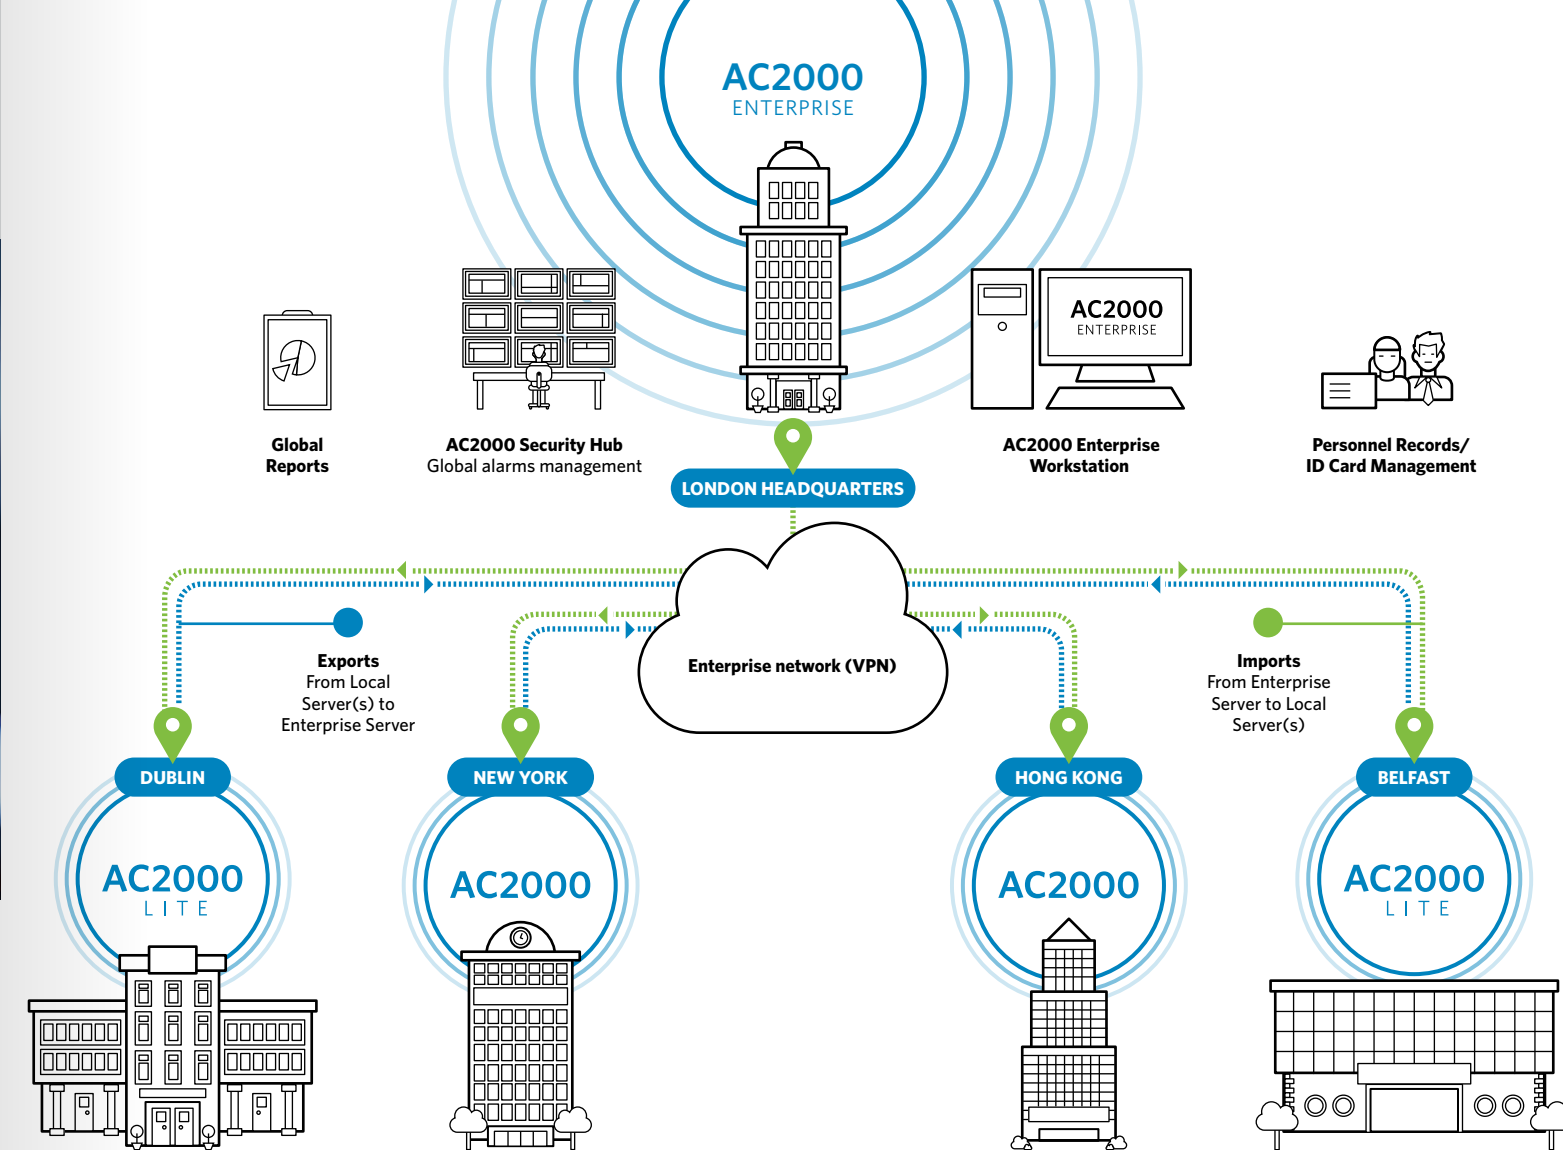 AC2000
ENTERPRISE
AC2000
ENTERPRISE
Global
Reports
AC2000 Security Hub
Global alarms management
AC2000 Enterprise
Workstation
Personnel Records/
ID Card Management
LONDON HEADQUARTERS
Enterprise network (VPN)
Exports
From Local
Server(s) to
Enterprise Server
Imports
From Enterprise
Server to Local
Server(s)
DUBLIN
NEW YORK
HONG KONG
BELFAST
AC2000
LITE
AC2000
AC2000
AC2000
LITE